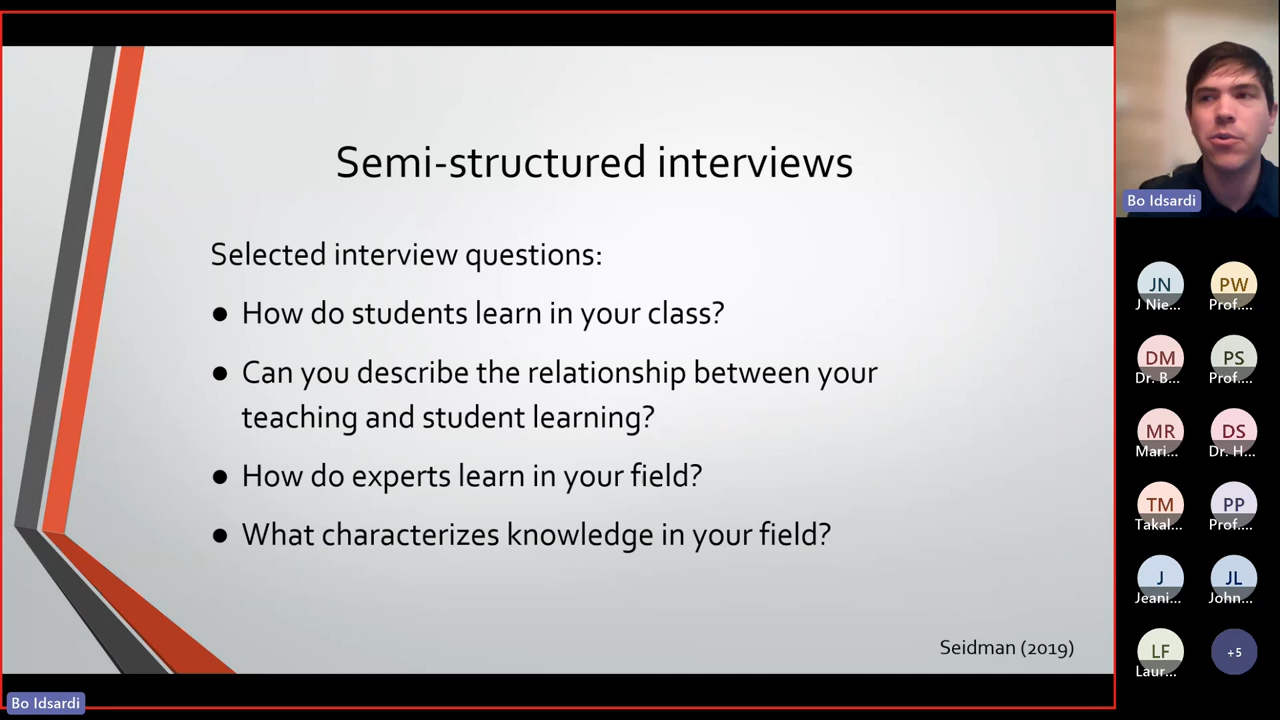 Semi-structured interviews
Selected interview questions:
● How do students learn in your class?
● Can you describe the relationship between your
teaching and student learning?
● How do experts learn in your field?
● What characterizes knowledge in your field?
Seidman (2019)
Bo Idsardi
Bo Idsardi
JN PW
J Nie... Prof....
DM PS
Dr. B... Prof....
MR DS
Mari... Dr. H...
TM PP
Takal... Prof....
J JL
Jeani... John...
LF +5
Laur...